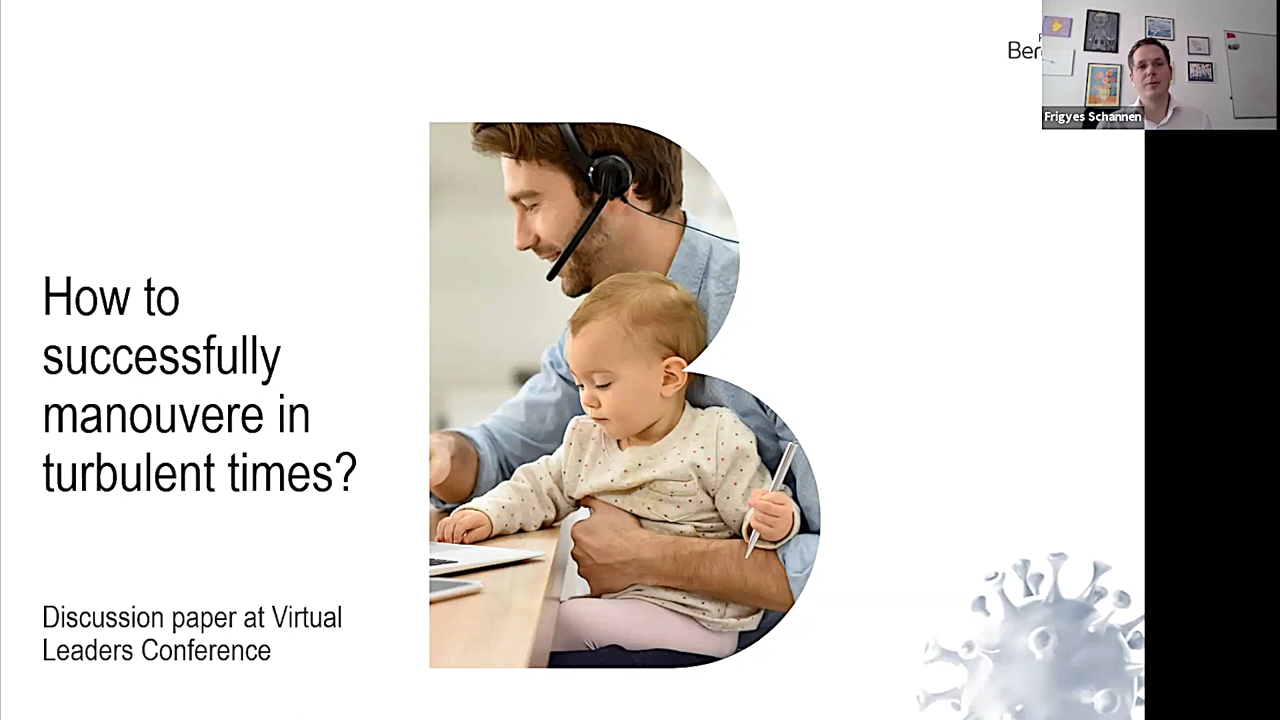 Frigyes Schannen
How to
successfully
manouvere in
turbulent times?
Discussion paper at Virtual
Leaders Conference